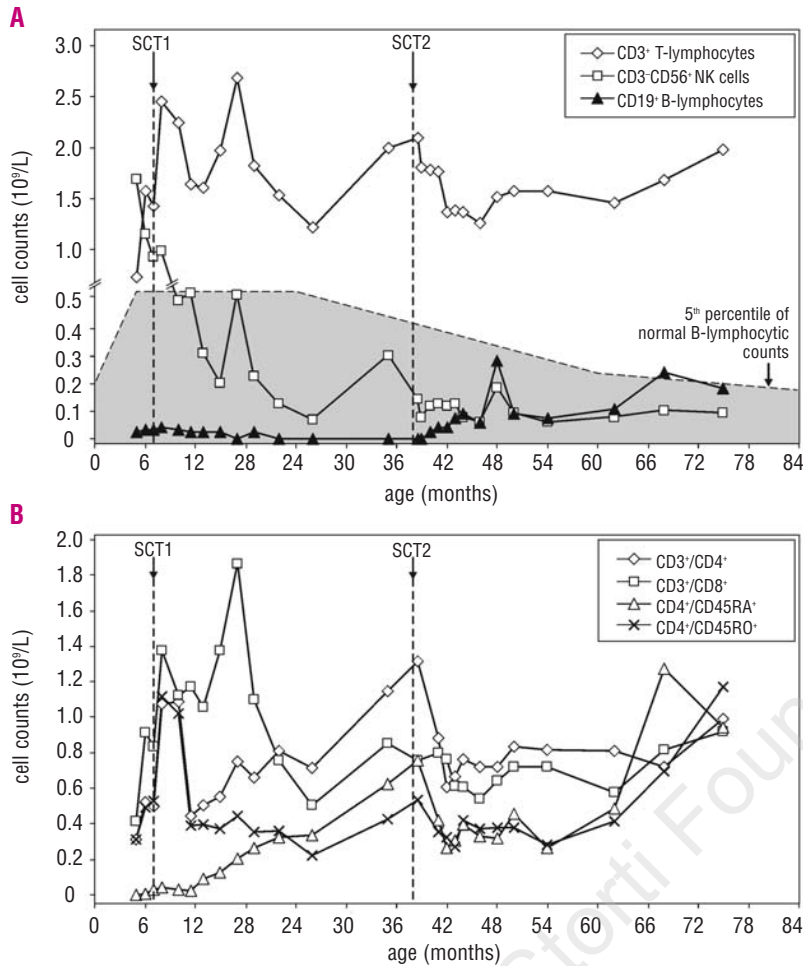 A
SCT1
SCT2
CD3⁺ T-lymphocytes
CD3⁻CD56⁺ NK cells
CD19⁺ B-lymphocytes
3.0
2.5
2.0
1.5
1.0
0.5
0.4
0.3
0.2
0.1
0
cell counts (10⁹/L)
5th percentile of
normal B-lymphocytic
counts
0 6 12 24 30 36 42 48 54 60 66 72 78 84
age (months)
B
SCT1
SCT2
CD3⁺/CD4⁺
CD3⁺/CD8⁺
CD4⁺/CD45RA⁺
CD4⁺/CD45RO⁺
2.0
1.8
1.6
1.4
1.2
1.0
0.8
0.6
0.4
0.2
0
cell counts (10⁹/L)
0 6 12 24 30 36 42 48 54 60 66 72 78 84
age (months)
Storti Foun